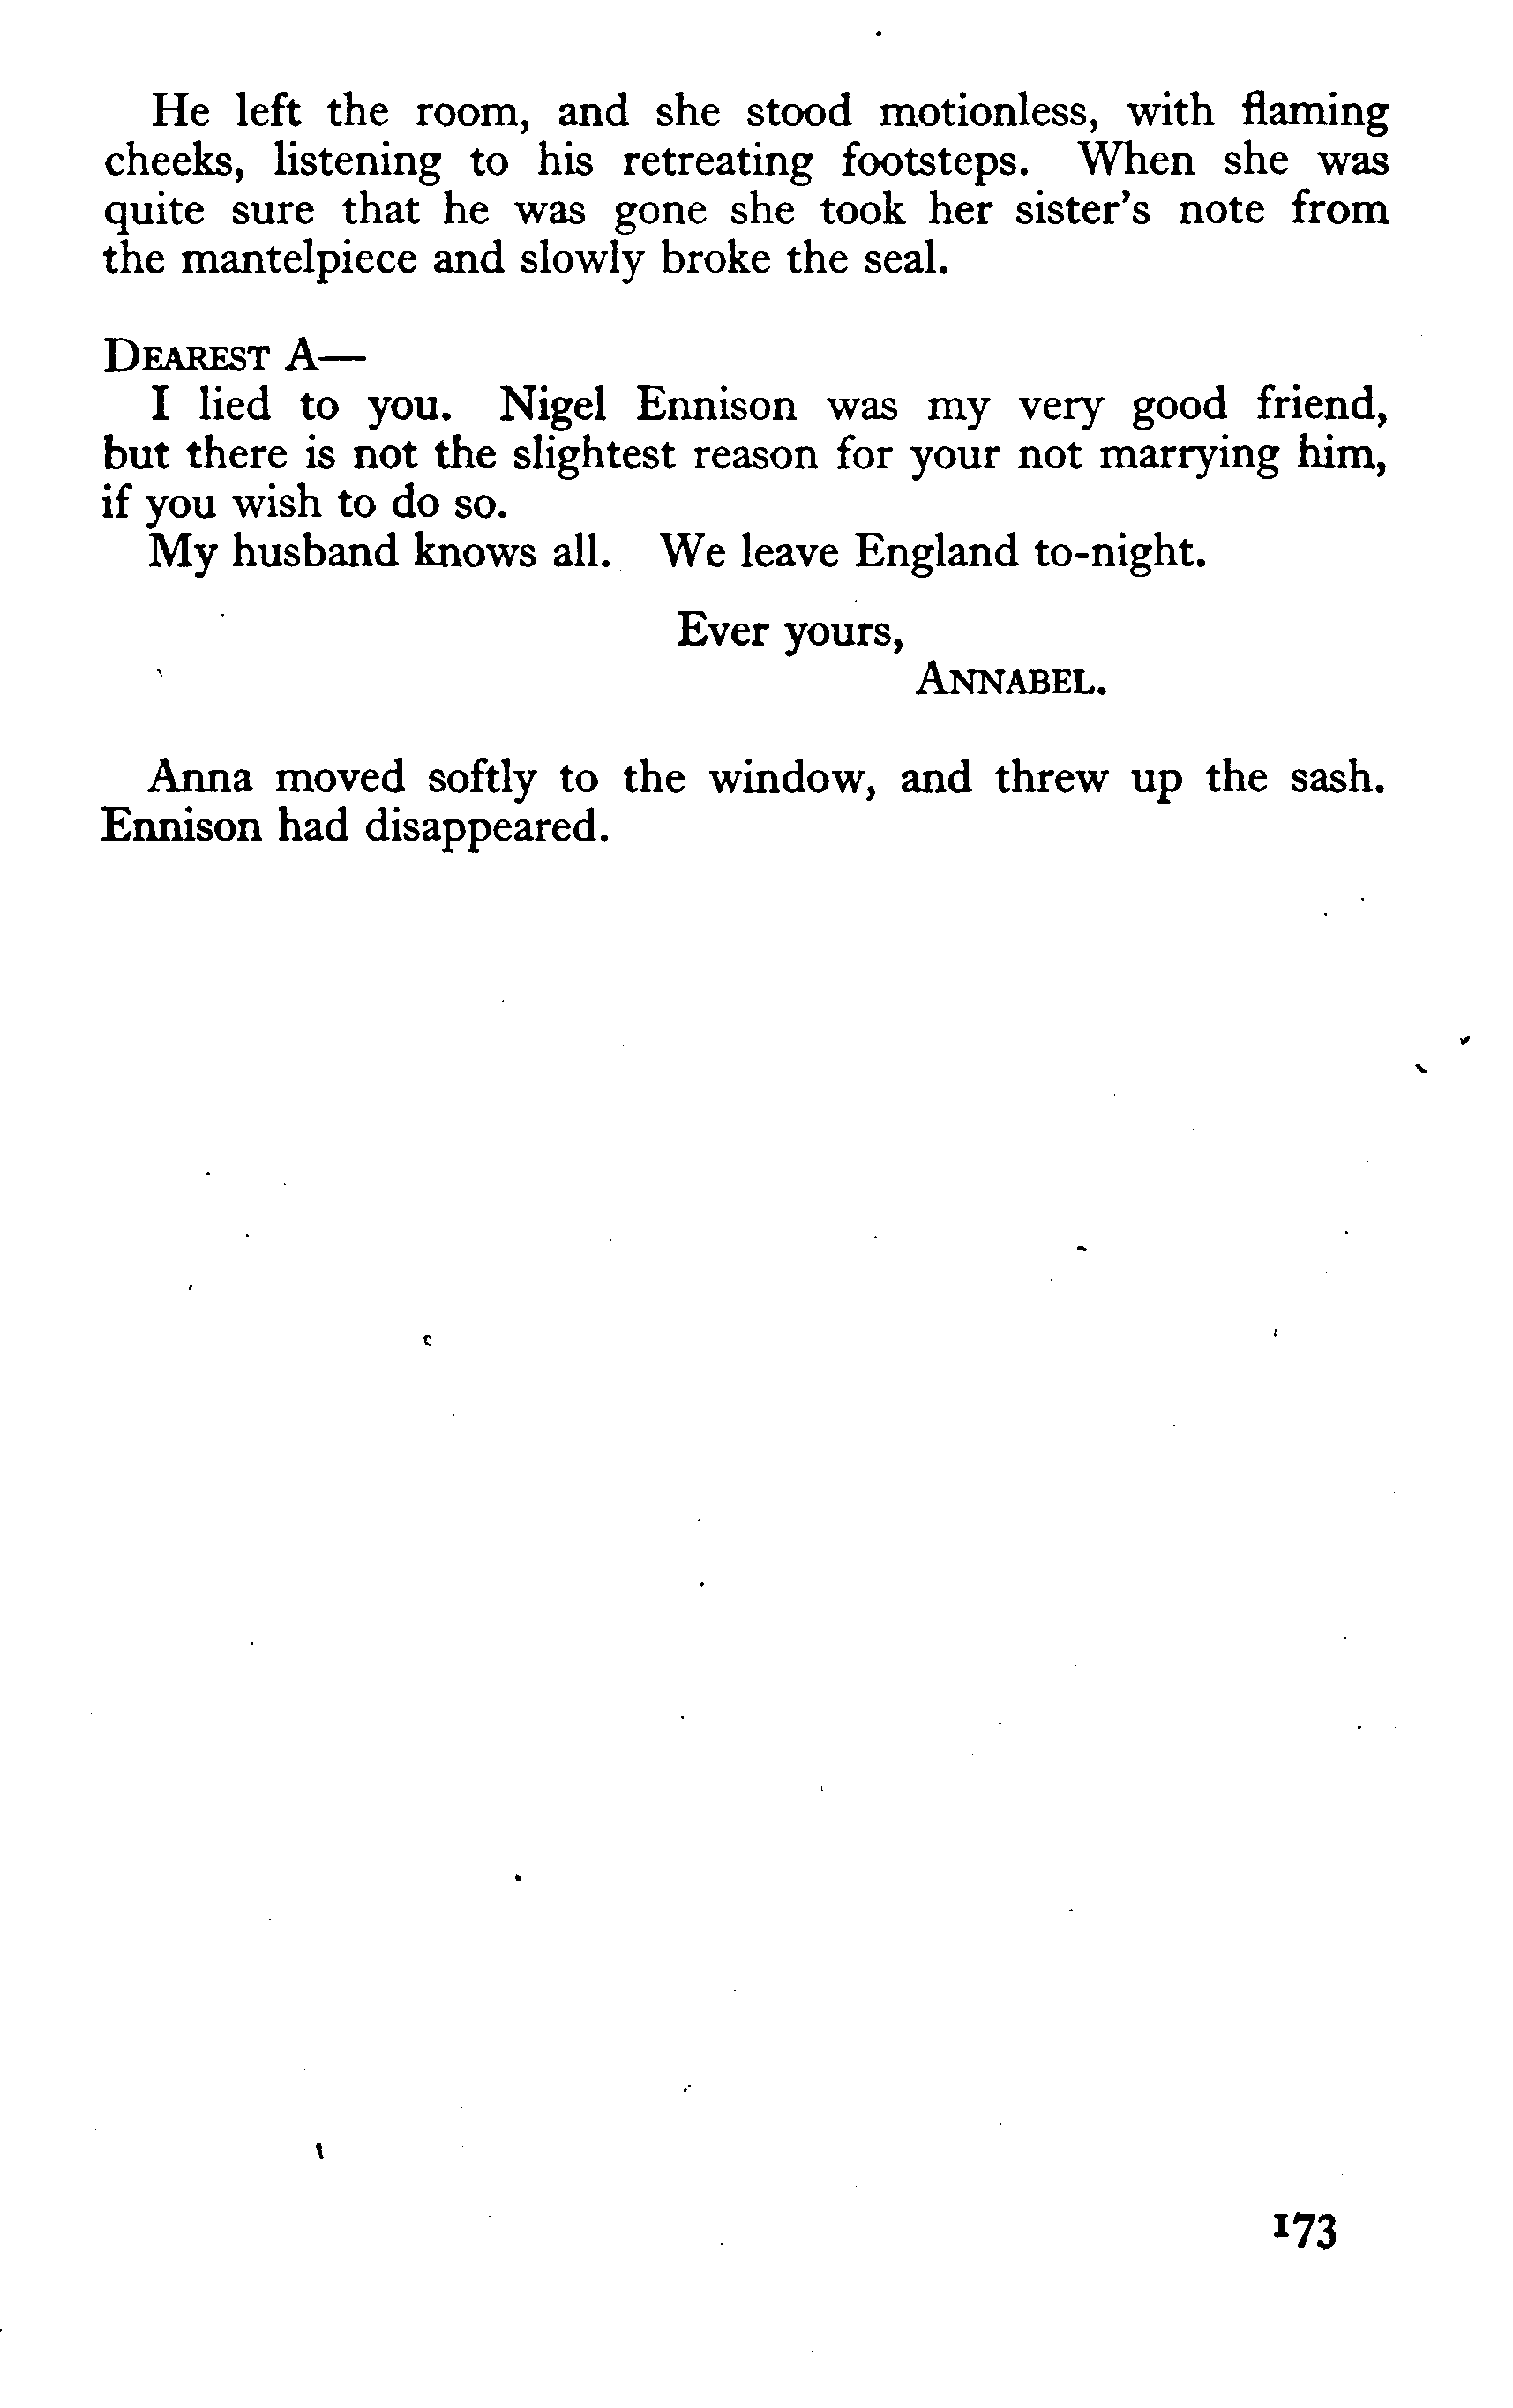 He left the room, and she stood motionless, with flaming
cheeks, listening to his retreating footsteps. When she was
quite sure that he was gone she took her sister's note from
the mantelpiece and slowly broke the seal.
DEAREST A—
I lied to you. Nigel Ennison was my very good friend,
but there is not the slightest reason for your not marrying him,
if you wish to do so.
My husband knows all. We leave England to-night.
Ever yours,
ANNABEL.
Anna moved softly to the window, and threw up the sash.
Ennison had disappeared.
173